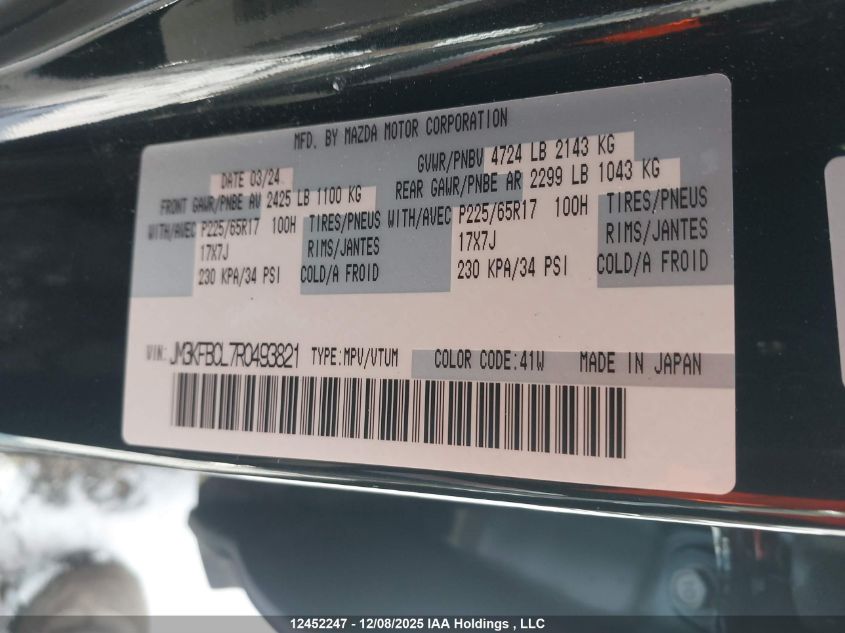 MFD. BY MAZDA MOTOR CORPORATION
DATE 03/24 GVWR/PNBV 4724 LB 2143 KG
FRONT GAWR/PNBE AV 2425 LB 1100 KG REAR GAWR/PNBE AR 2299 LB 1043 KG
WITH/AVEC P225/65R17 100H TIRES/PNEUS WITH/AVEC P225/65R17 100H TIRES/PNEUS
17X7J RIMS/JANTES 17X7J RIMS/JANTES
230 KPA/34 PSI COLD/A FROID 230 KPA/34 PSI COLD/A FROID
VIN: JM3KFBCL7R0493821 TYPE:MPV/VTUM COLOR CODE:41W MADE IN JAPAN
12452247 - 12/08/2025 IAA Holdings , LLC